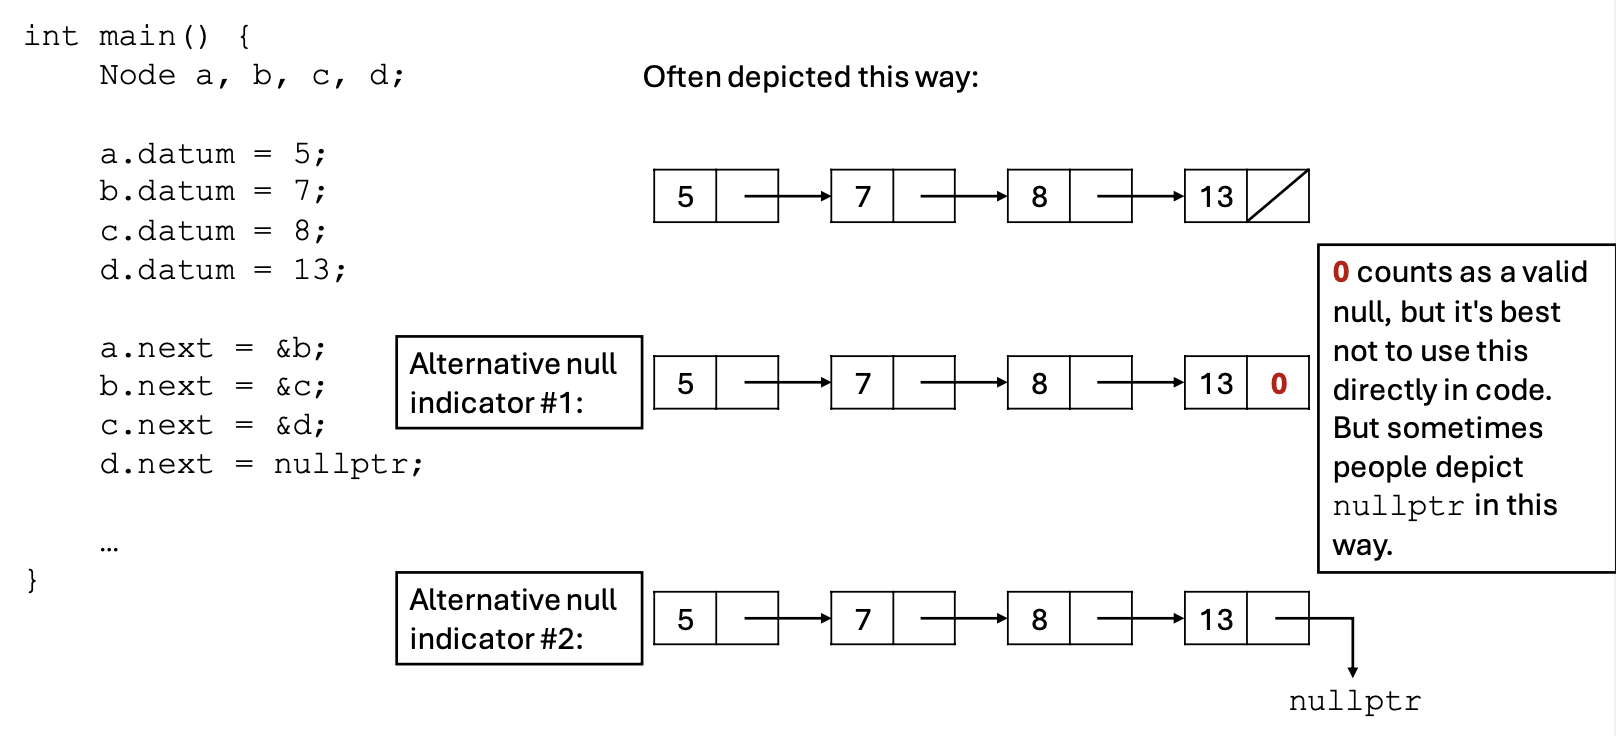 int main() {
Node a, b, c, d;
a.datum = 5;
b.datum = 7;
c.datum = 8;
d.datum = 13;
a.next = &b;
b.next = &c;
c.next = &d;
d.next = nullptr;
…
}
Often depicted this way:
5 7 8 13
Alternative null
indicator #1:
5 7 8 13 0
0 counts as a valid
null, but it's best
not to use this
directly in code.
But sometimes
people depict
nullptr in this
way.
Alternative null
indicator #2:
5 7 8 13
nullptr